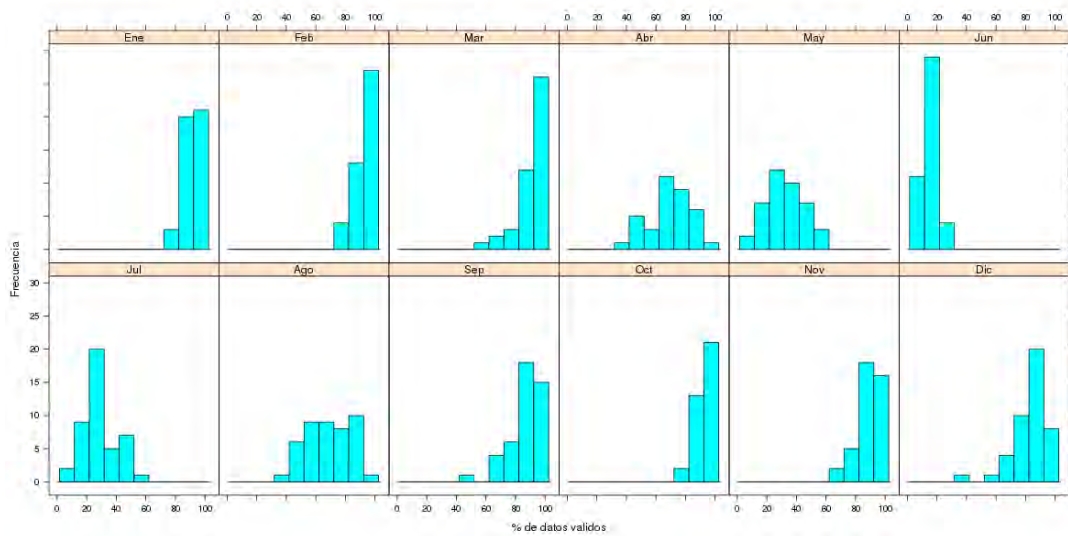 0 20 40 60 80 100 0 20 40 60 80 100 0 20 40 60 80 100
Ene Feb Mar Abr May Jun
Jul Ago Sep Oct Nov Dic
Frecuencia
30
25
20
15
10
5
0
0 20 40 60 80 100 0 20 40 60 80 100 0 20 40 60 80 100
% de datos validos